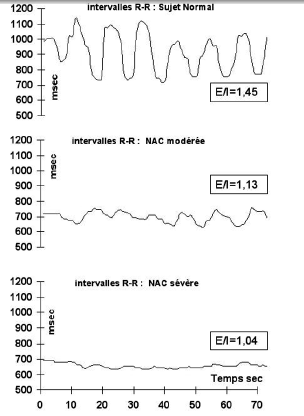 intervalles R-R : Sujet Normal
1200
1100
1000
900
800
700
600
500
msec
E/I=1,45
intervalles R-R : NAC modérée
1200
1100
1000
900
800
700
600
500
msec
E/I=1,13
intervalles R-R : NAC sévère
1200
1100
1000
900
800
700
600
500
msec
E/I=1,04
Temps sec
0 10 20 30 40 50 60 70